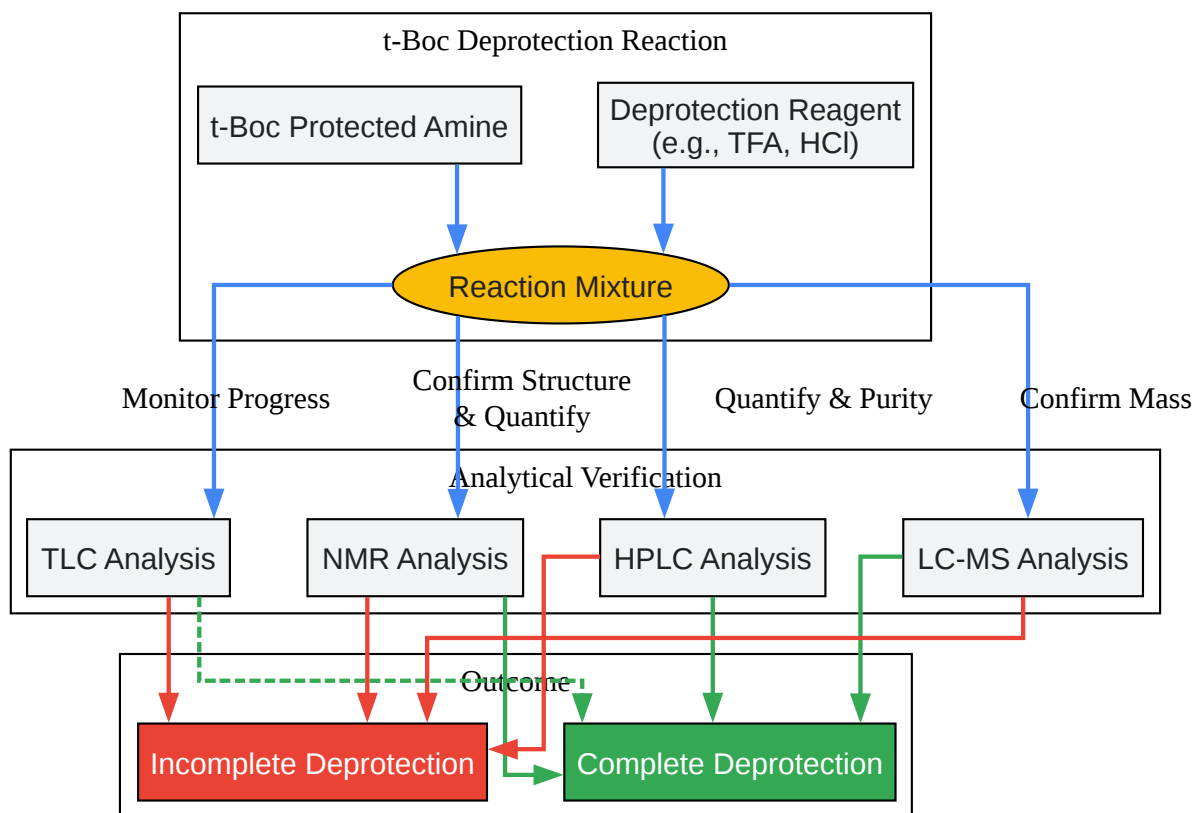 t-Boc Deprotection Reaction
t-Boc Protected Amine
Deprotection Reagent
(e.g., TFA, HCl)
Reaction Mixture
Monitor Progress
Confirm Structure
& Quantify
Quantify & Purity
Confirm Mass
Analytical Verification
TLC Analysis
NMR Analysis
HPLC Analysis
LC-MS Analysis
Outcome
Incomplete Deprotection
Complete Deprotection